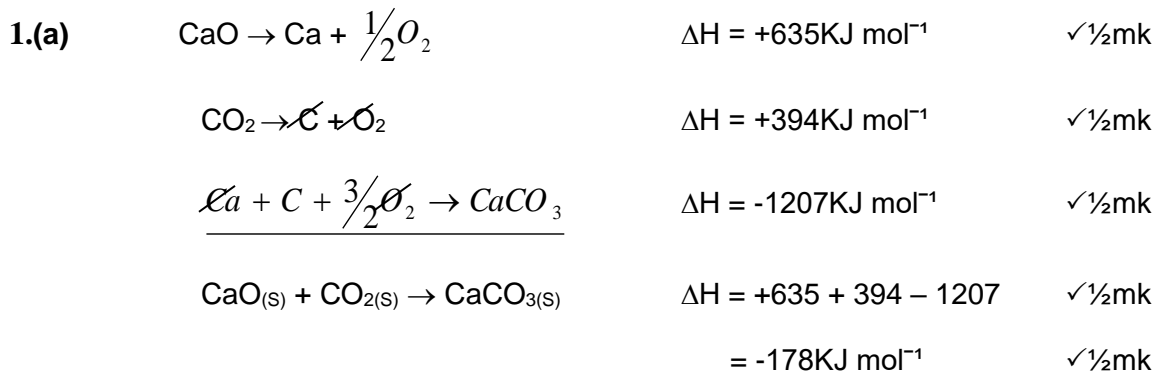 1.(a) CaO → Ca + 1/2O₂ ΔH = +635KJ mol⁻¹ ✓½mk
CO₂ → C + O₂ ΔH = +394KJ mol⁻¹ ✓½mk
Ca + C + 3/2O₂ → CaCO₃ ΔH = -1207KJ mol⁻¹ ✓½mk
CaO(S) + CO₂(S) → CaCO₃(S) ΔH = +635 + 394 – 1207 ✓½mk
= -178KJ mol⁻¹ ✓½mk